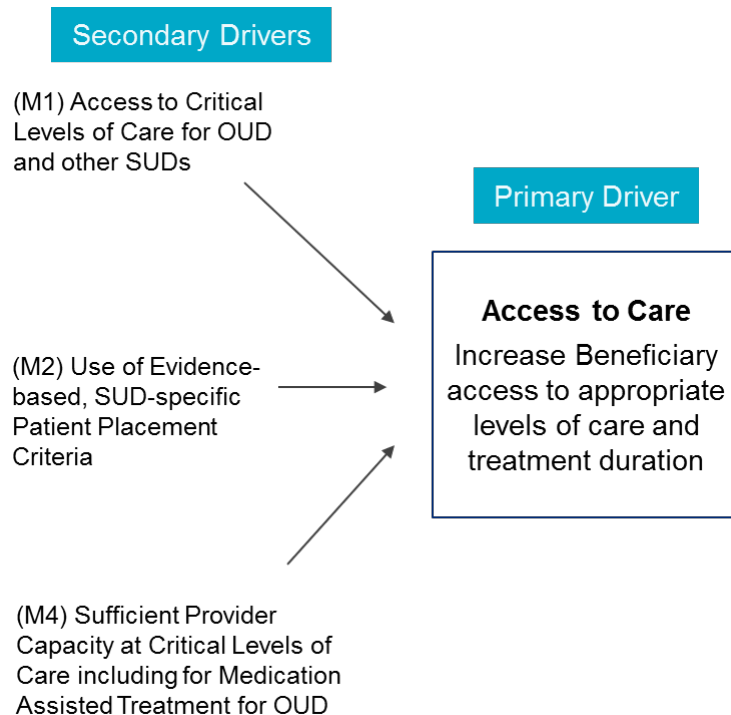 Secondary Drivers
(M1) Access to Critical
Levels of Care for OUD
and other SUDs
Primary Driver
Access to Care
Increase Beneficiary
access to appropriate
levels of care and
treatment duration
(M2) Use of Evidence-
based, SUD-specific
Patient Placement
Criteria
(M4) Sufficient Provider
Capacity at Critical Levels of
Care including for Medication
Assisted Treatment for OUD